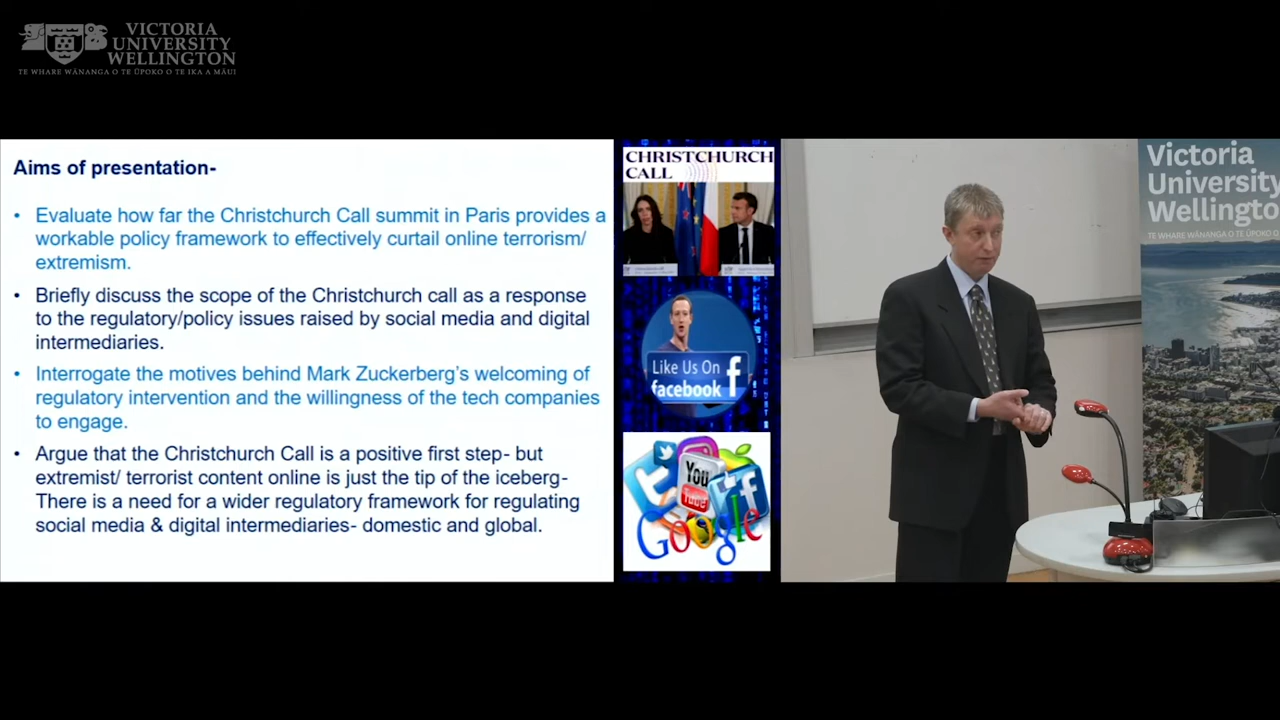 VICTORIA
UNIVERSITY
WELLINGTON
TE WHARE WĀNANGA O TE ŪPOKO O TE IKA A MĀUI
Aims of presentation-
• Evaluate how far the Christchurch Call summit in Paris provides a
workable policy framework to effectively curtail online terrorism/
extremism.
• Briefly discuss the scope of the Christchurch call as a response
to the regulatory/policy issues raised by social media and digital
intermediaries.
• Interrogate the motives behind Mark Zuckerberg's welcoming of
regulatory intervention and the willingness of the tech companies
to engage.
• Argue that the Christchurch Call is a positive first step- but
extremist/ terrorist content online is just the tip of the iceberg-
There is a need for a wider regulatory framework for regulating
social media & digital intermediaries- domestic and global.
CHRISTCHURCH
CALL
Like Us On
facebook f
You
Tube
f
Google
Victoria
University
Wellingto
TE WHARE WĀNANGA O TE ŪPOKO O